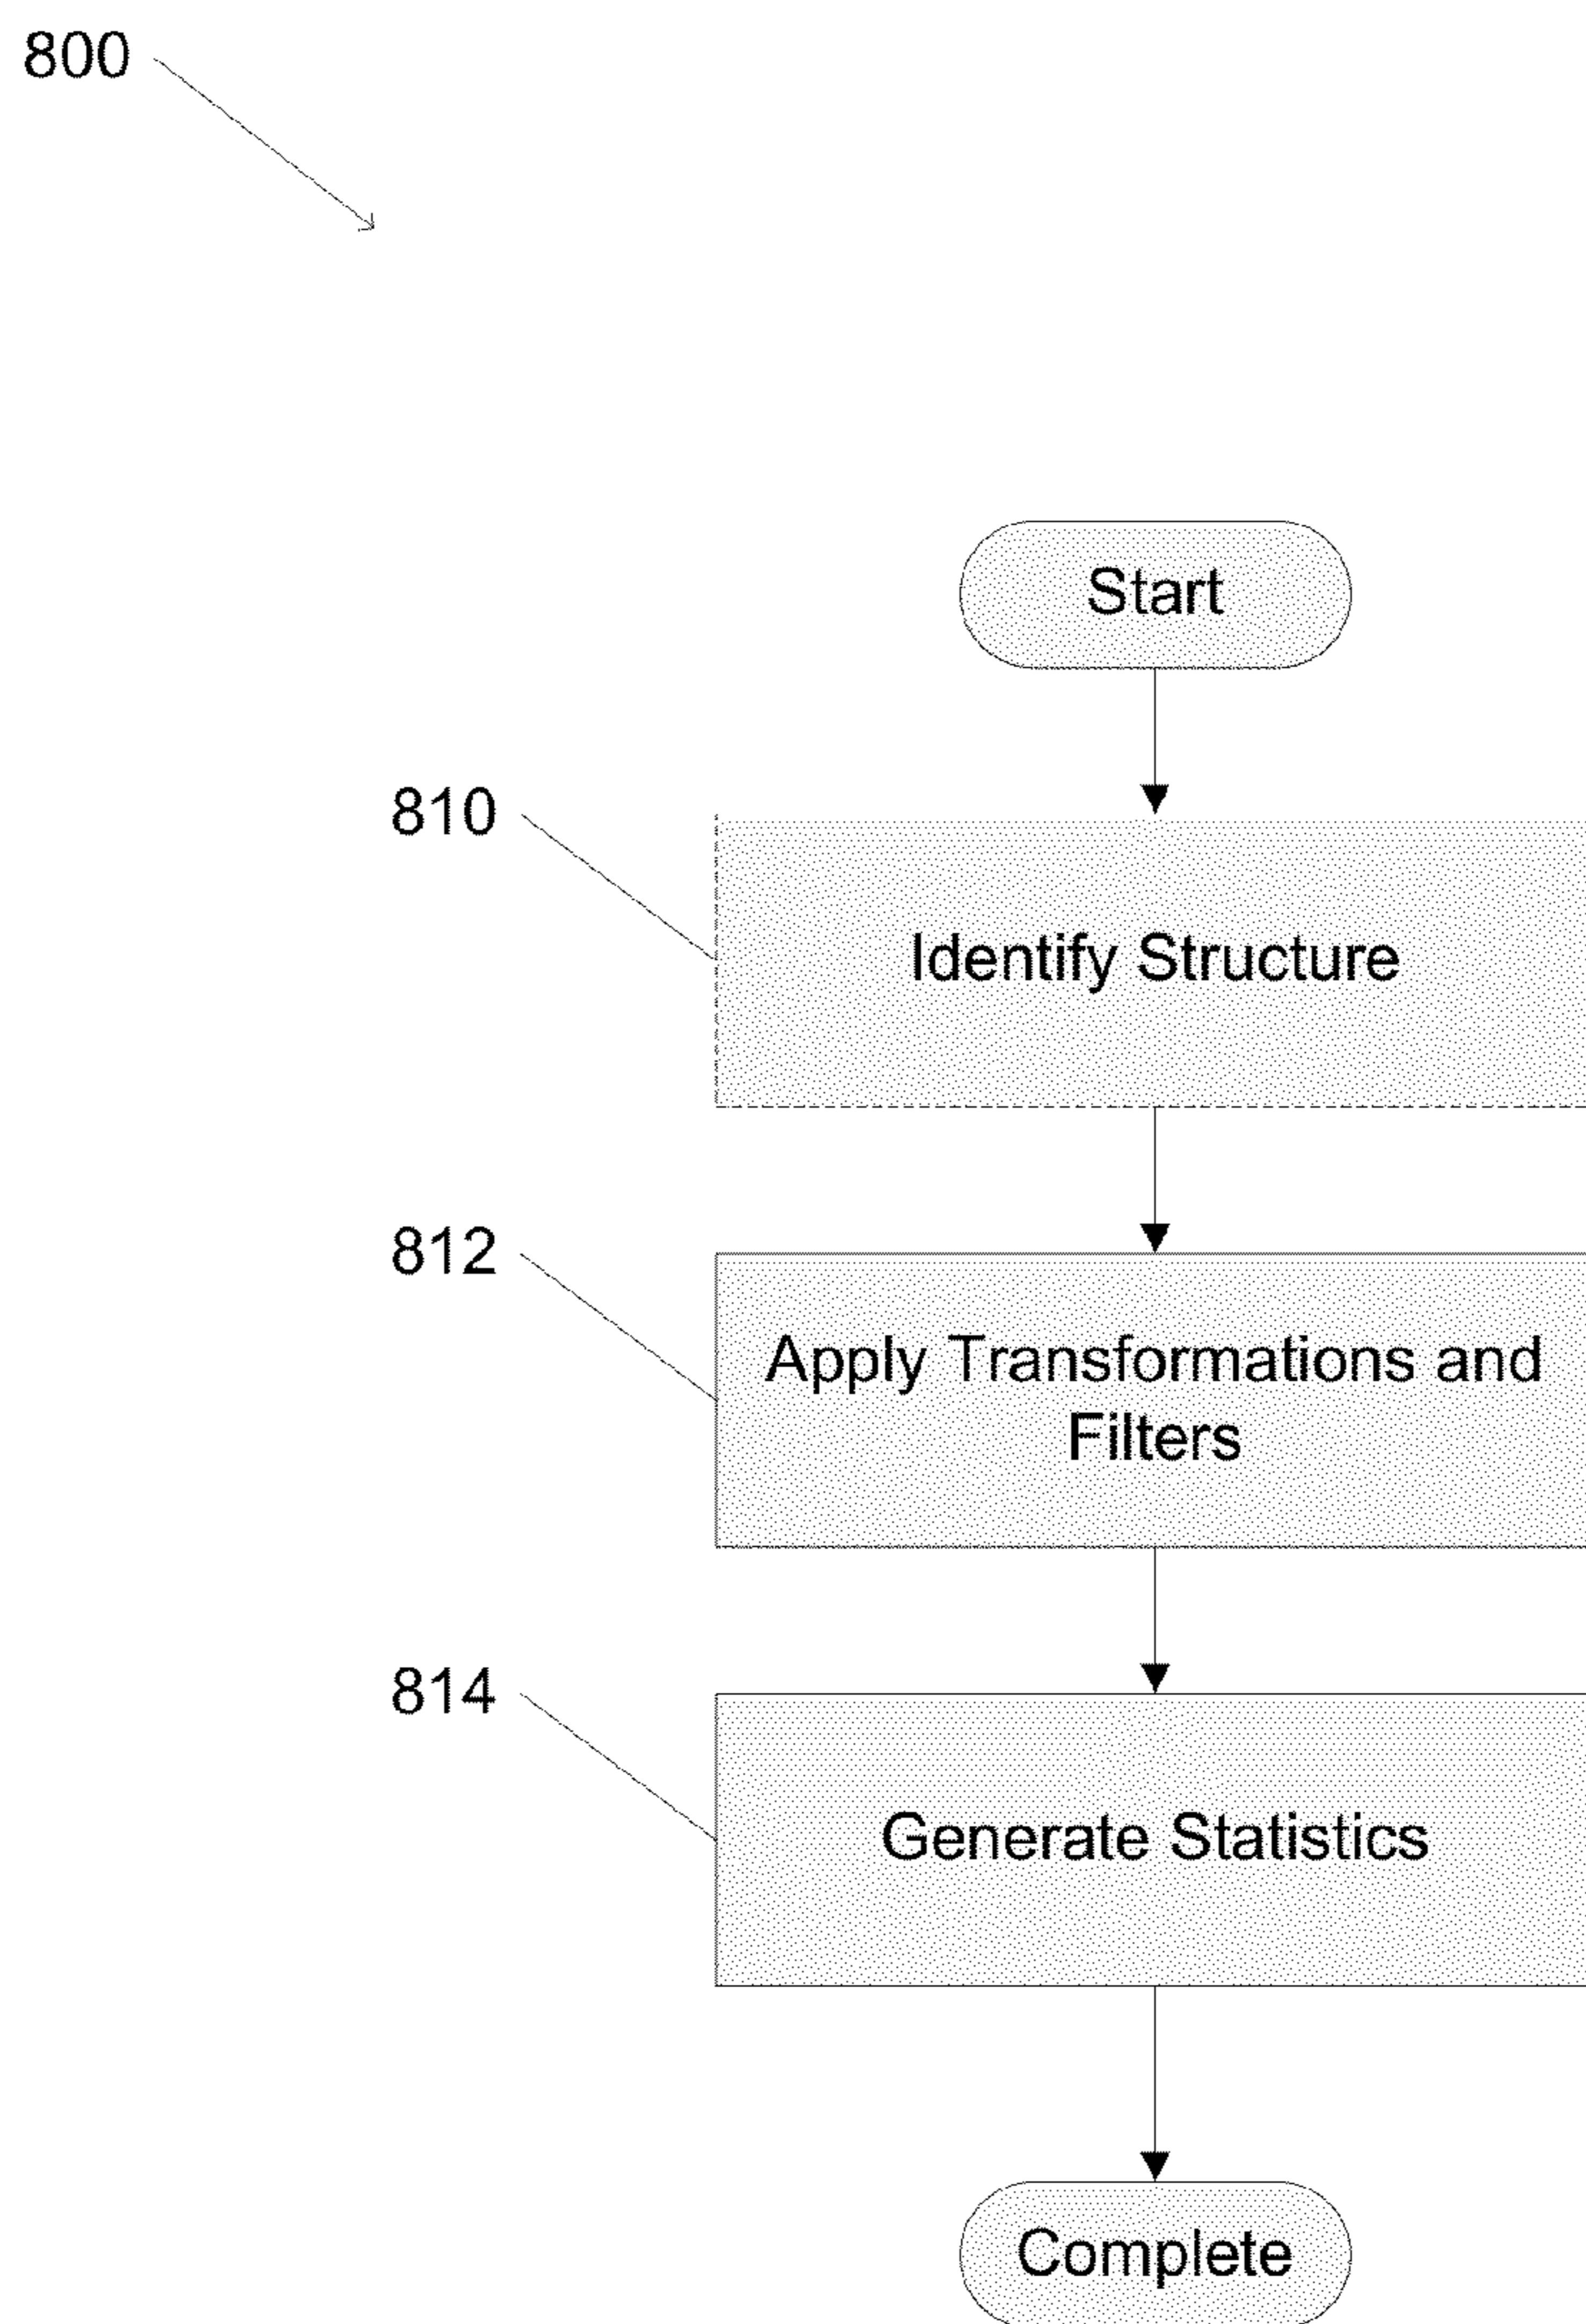 800
Start
810
Identify Structure
812
Apply Transformations and
Filters
814
Generate Statistics
Complete